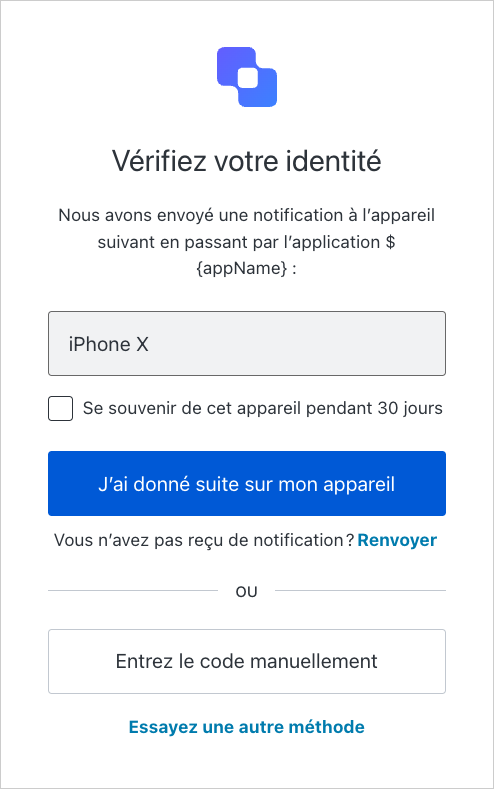 Vérifiez votre identité
Nous avons envoyé une notification à l’appareil
suivant en passant par l’application $
{appName} :
iPhone X
Se souvenir de cet appareil pendant 30 jours
J’ai donné suite sur mon appareil
Vous n’avez pas reçu de notification ? Renvoyer
OU
Entrez le code manuellement
Essayez une autre méthode